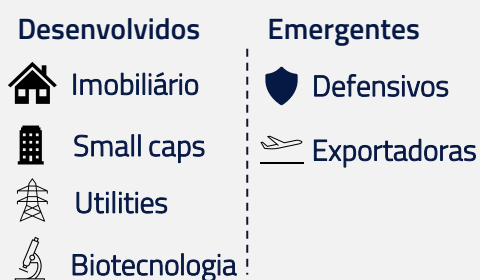 Desenvolvidos
Imobiliário
Small caps
Utilities
Biotecnologia
Emergentes
Defensivos
Exportadoras